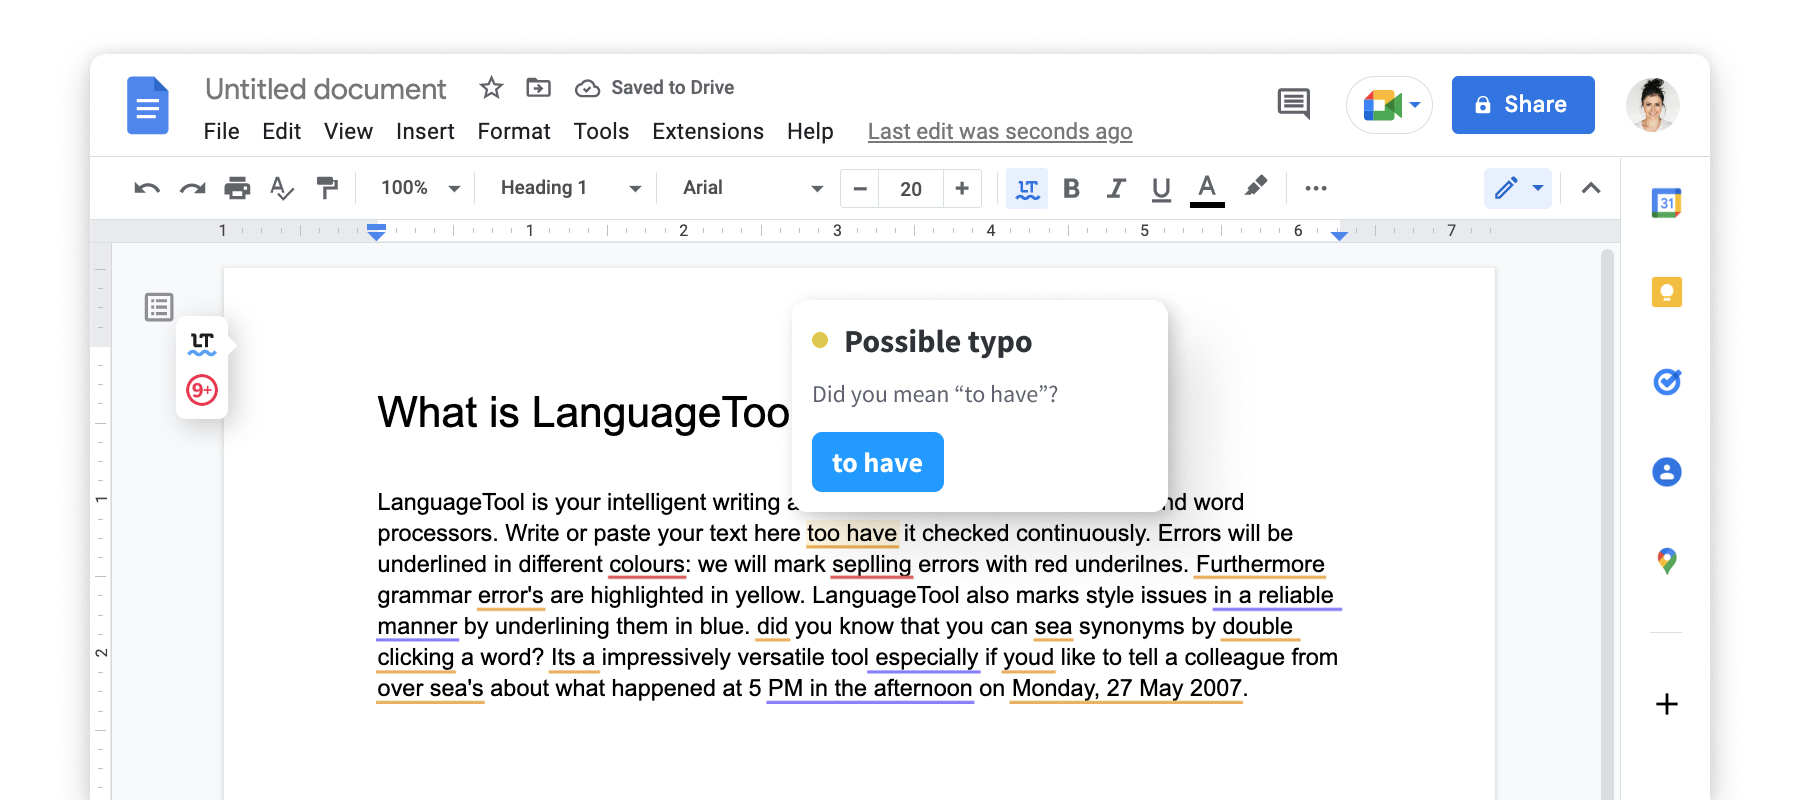 Untitled document
Saved to Drive
File Edit View Insert Format Tools Extensions Help Last edit was seconds ago
Share
100% Heading 1 Arial − 20 + LT B I U A
31
1 1 2 3 4 5 6 7
LT
9+
Possible typo
Did you mean “to have”?
to have
What is LanguageToo
LanguageTool is your intelligent writing a nd word
processors. Write or paste your text here too have it checked continuously. Errors will be
underlined in different colours: we will mark seplling errors with red underilnes. Furthermore
grammar error's are highlighted in yellow. LanguageTool also marks style issues in a reliable
manner by underlining them in blue. did you know that you can sea synonyms by double
clicking a word? Its a impressively versatile tool especially if youd like to tell a colleague from
over sea's about what happened at 5 PM in the afternoon on Monday, 27 May 2007.
1
2